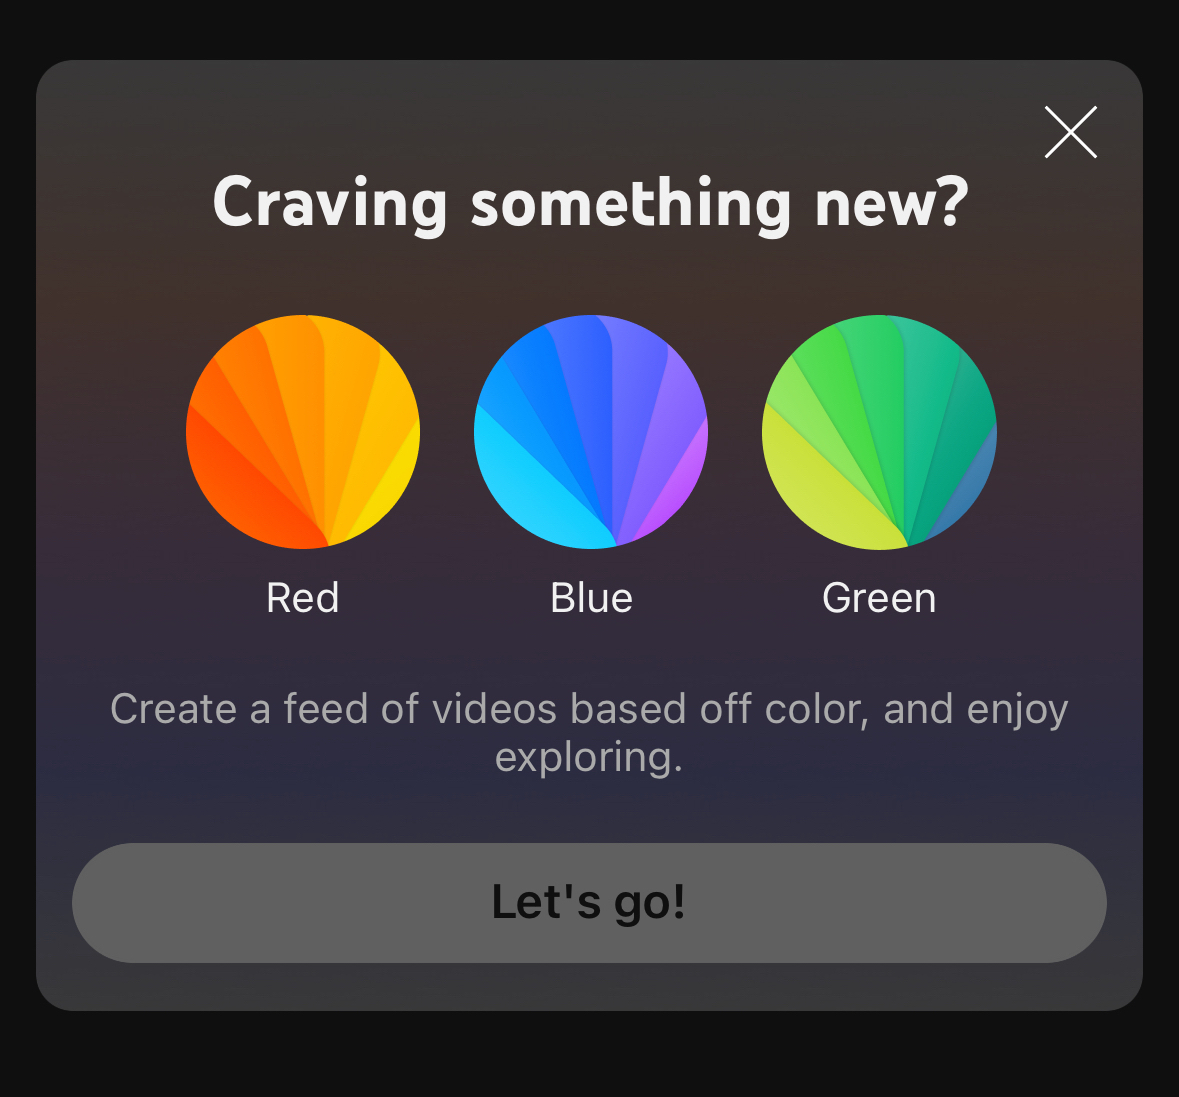 Craving something new?
Red
Blue
Green
Create a feed of videos based off color, and enjoy
exploring.
Let's go!